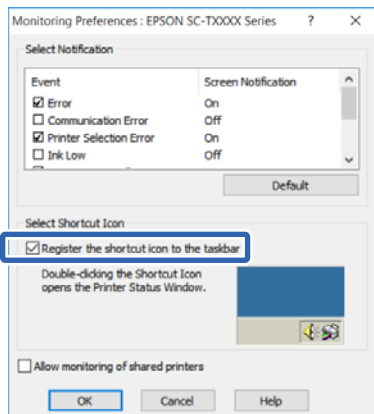 Monitoring Preferences : EPSON SC-TXXXX Series ? ×
Select Notification
Event Screen Notification
Error On
Communication Error Off
Printer Selection Error On
Ink Low Off
Default
Select Shortcut Icon
Register the shortcut icon to the taskbar
Double-clicking the Shortcut Icon
opens the Printer Status Window.
Allow monitoring of shared printers
OK Cancel Help